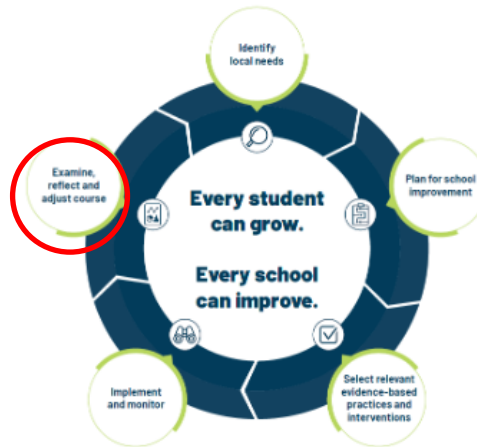 Identify
local needs
Plan for school
improvement
Select relevant
evidence-based
practices and
interventions
Implement
and monitor
Examine,
reflect and
adjust course
Every student
can grow.
Every school
can improve.